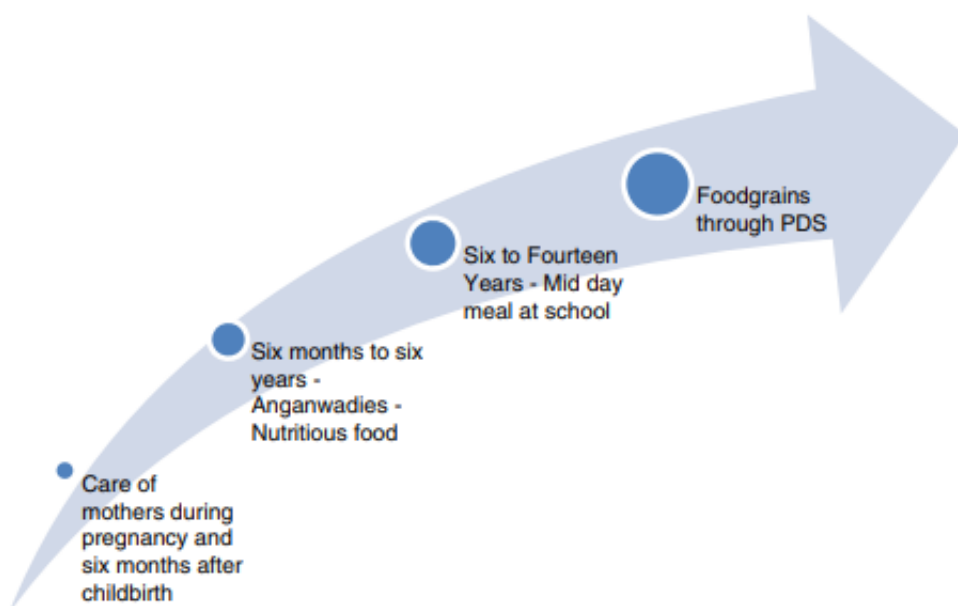 Care of
mothers during
pregnancy and
six months after
childbirth
Six months to six
years -
Anganwadies -
Nutritious food
Six to Fourteen
Years - Mid day
meal at school
Foodgrains
through PDS